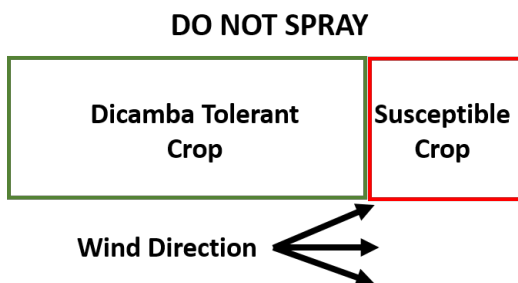 DO NOT SPRAY
Dicamba Tolerant
Crop
Susceptible
Crop
Wind Direction